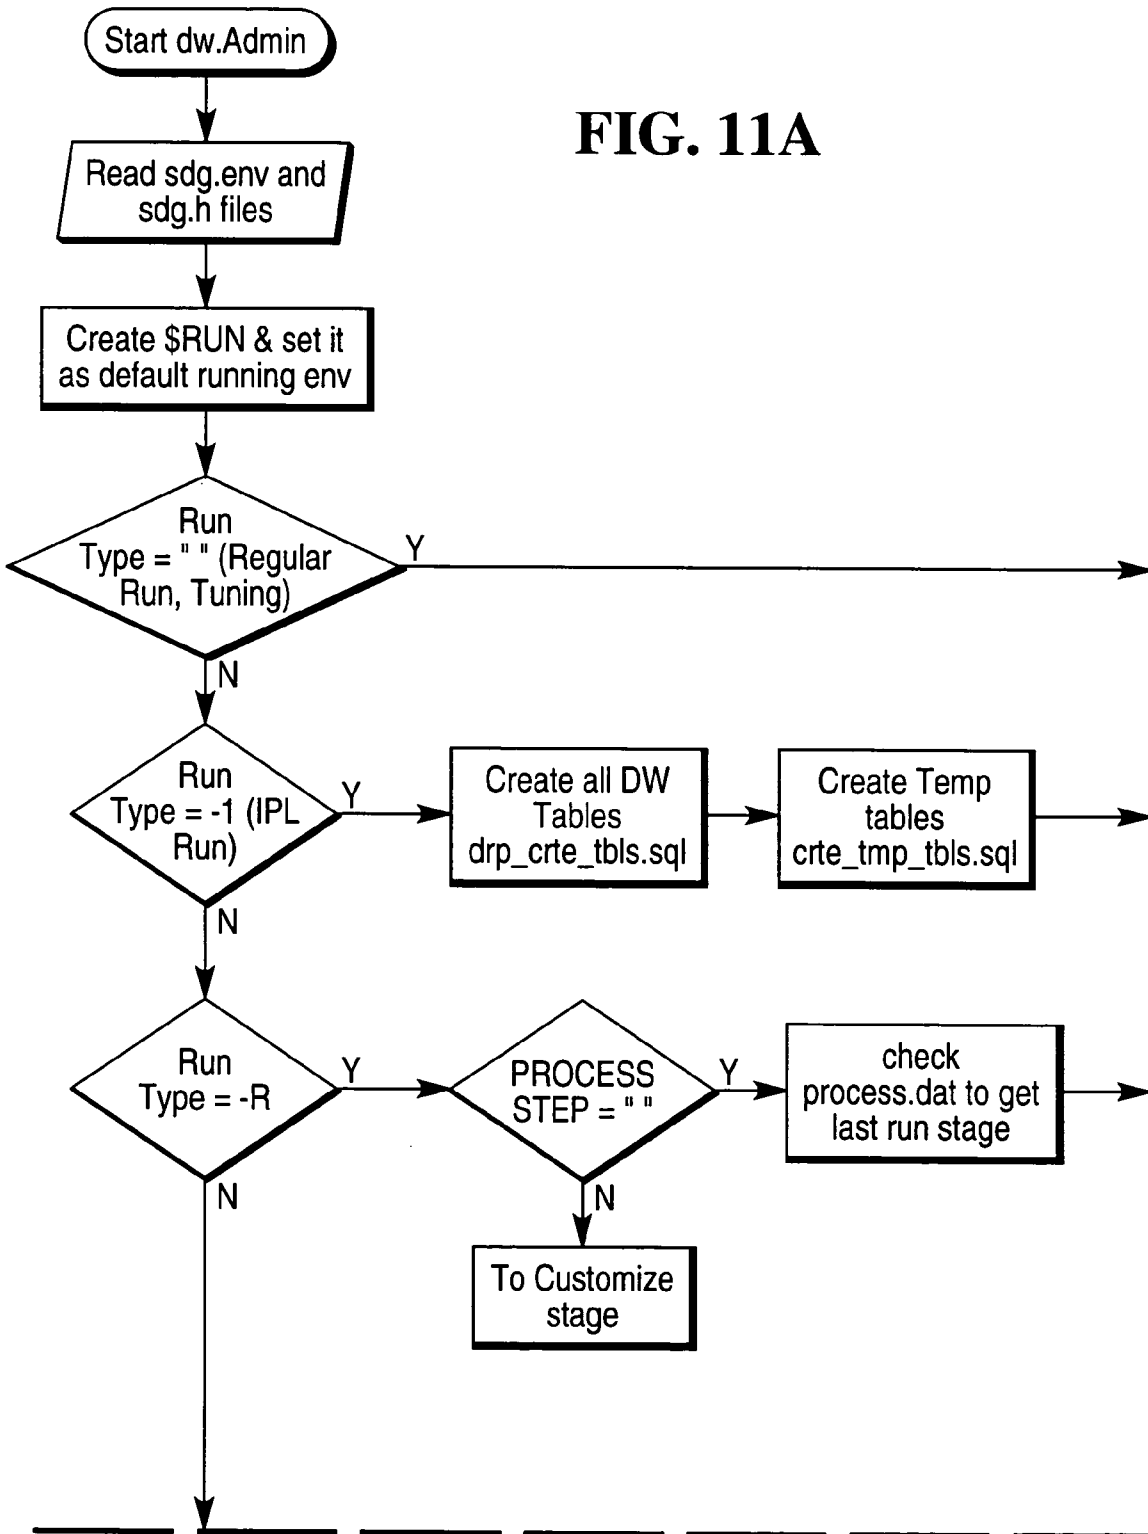 Start dw.Admin
FIG. 11A
Read sdg.env and
sdg.h files
Create $RUN & set it
as default running env
Run
Type = " " (Regular
Run, Tuning)
Y
N
Run
Type = -1 (IPL
Run)
Y
Create all DW
Tables
drp_crte_tbls.sql
Create Temp
tables
crte_tmp_tbls.sql
N
Run
Type = -R
Y
PROCESS
STEP = " "
Y
check
process.dat to get
last run stage
N
N
To Customize
stage